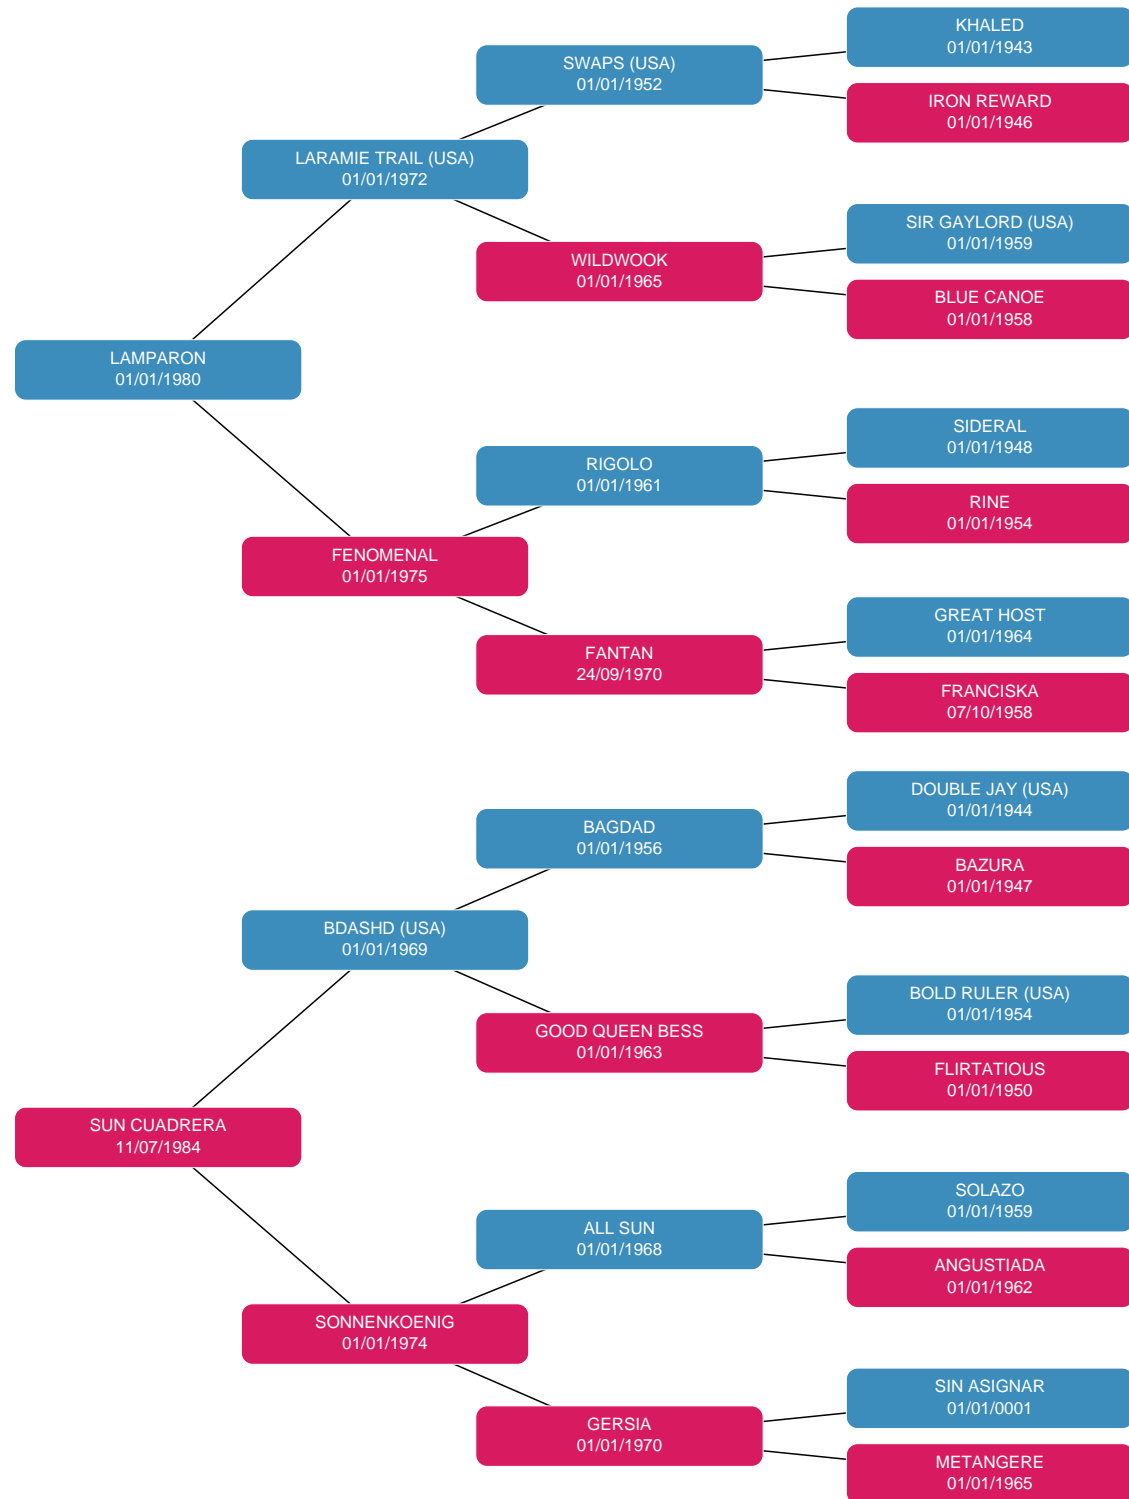 KHALED
01/01/1943
SWAPS (USA)
01/01/1952
IRON REWARD
01/01/1946
LARAMIE TRAIL (USA)
01/01/1972
SIR GAYLORD (USA)
01/01/1959
WILDWOOK
01/01/1965
BLUE CANOE
01/01/1958
LAMPARON
01/01/1980
SIDERAL
01/01/1948
RIGOLO
01/01/1961
RINE
01/01/1954
FENOMENAL
01/01/1975
GREAT HOST
01/01/1964
FANTAN
24/09/1970
FRANCISKA
07/10/1958
DOUBLE JAY (USA)
01/01/1944
BAGDAD
01/01/1956
BAZURA
01/01/1947
BDASHD (USA)
01/01/1969
BOLD RULER (USA)
01/01/1954
GOOD QUEEN BESS
01/01/1963
FLIRTATIOUS
01/01/1950
SUN CUADRERA
11/07/1984
SOLAZO
01/01/1959
ALL SUN
01/01/1968
ANGUSTIADA
01/01/1962
SONNENKOENIG
01/01/1974
SIN ASIGNAR
01/01/0001
GERSIA
01/01/1970
METANGERE
01/01/1965